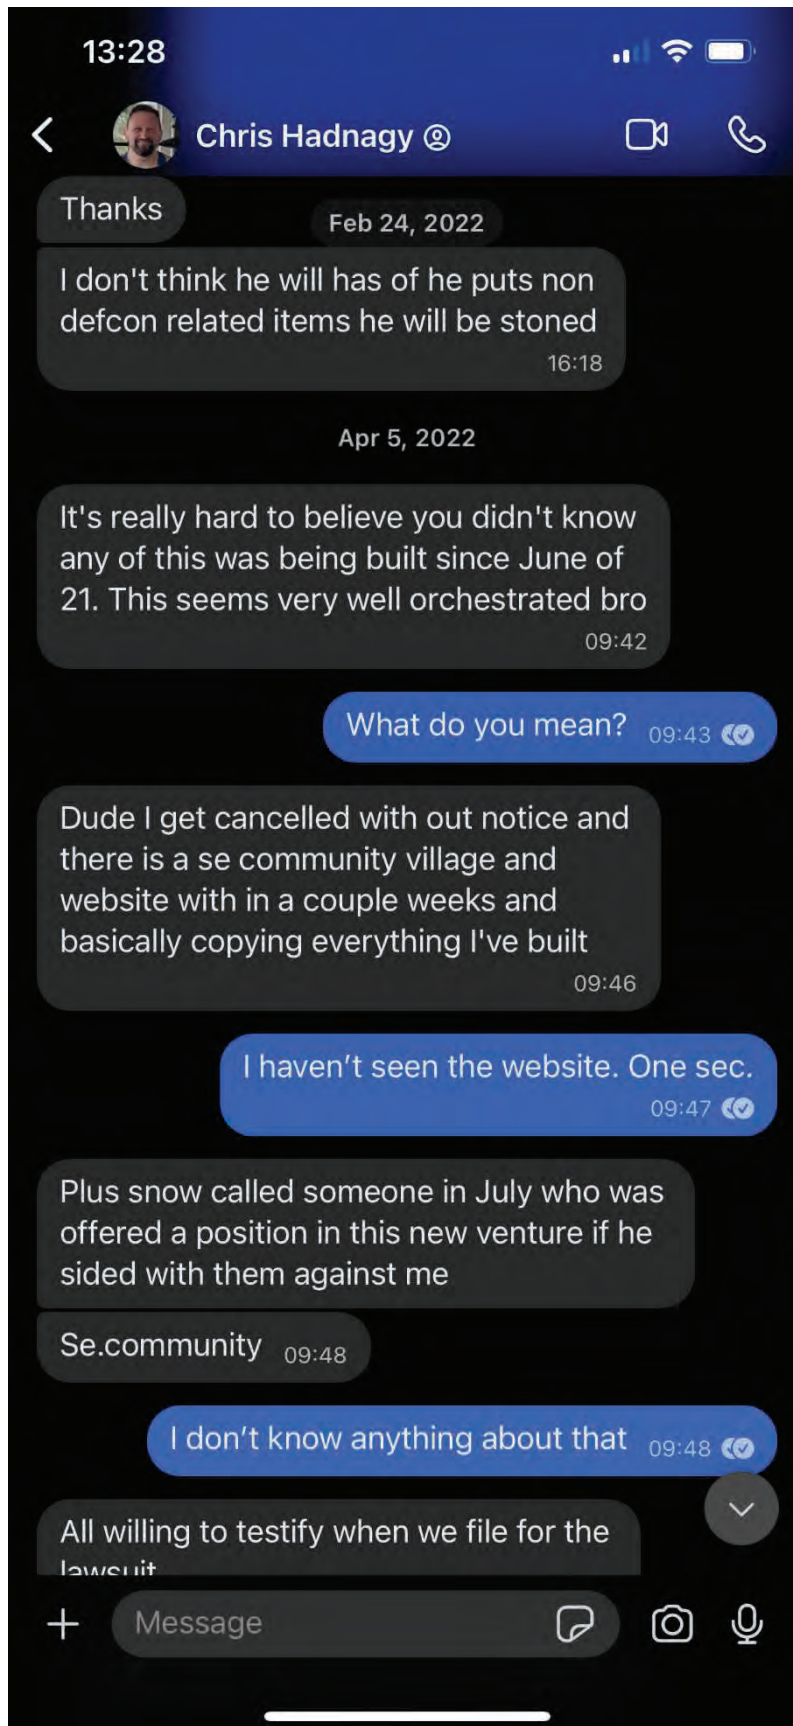 13:28
Chris Hadnagy
Thanks
Feb 24, 2022
I don't think he will has of he puts non
defcon related items he will be stoned
16:18
Apr 5, 2022
It's really hard to believe you didn't know
any of this was being built since June of
21. This seems very well orchestrated bro
09:42
What do you mean? 09:43
Dude I get cancelled with out notice and
there is a se community village and
website with in a couple weeks and
basically copying everything I've built
09:46
I haven’t seen the website. One sec.
09:47
Plus snow called someone in July who was
offered a position in this new venture if he
sided with them against me
Se.community 09:48
I don’t know anything about that 09:48
All willing to testify when we file for the
lawsuit
Message